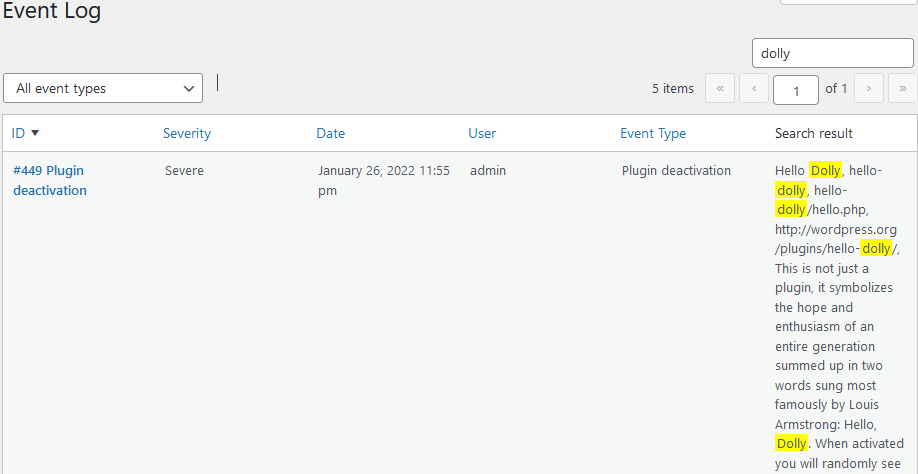 Event Log
dolly
All event types
5 items « ‹ 1 of 1 › »
ID ▼ Severity Date User Event Type Search result
#449 Plugin deactivation
Severe
January 26, 2022 11:55 pm
admin
Plugin deactivation
Hello Dolly, hello-
dolly, hello-
dolly/hello.php,
http://wordpress.org
/plugins/hello-dolly/,
This is not just a
plugin, it symbolizes
the hope and
enthusiasm of an
entire generation
summed up in two
words sung most
famously by Louis
Armstrong: Hello,
Dolly. When activated
you will randomly see